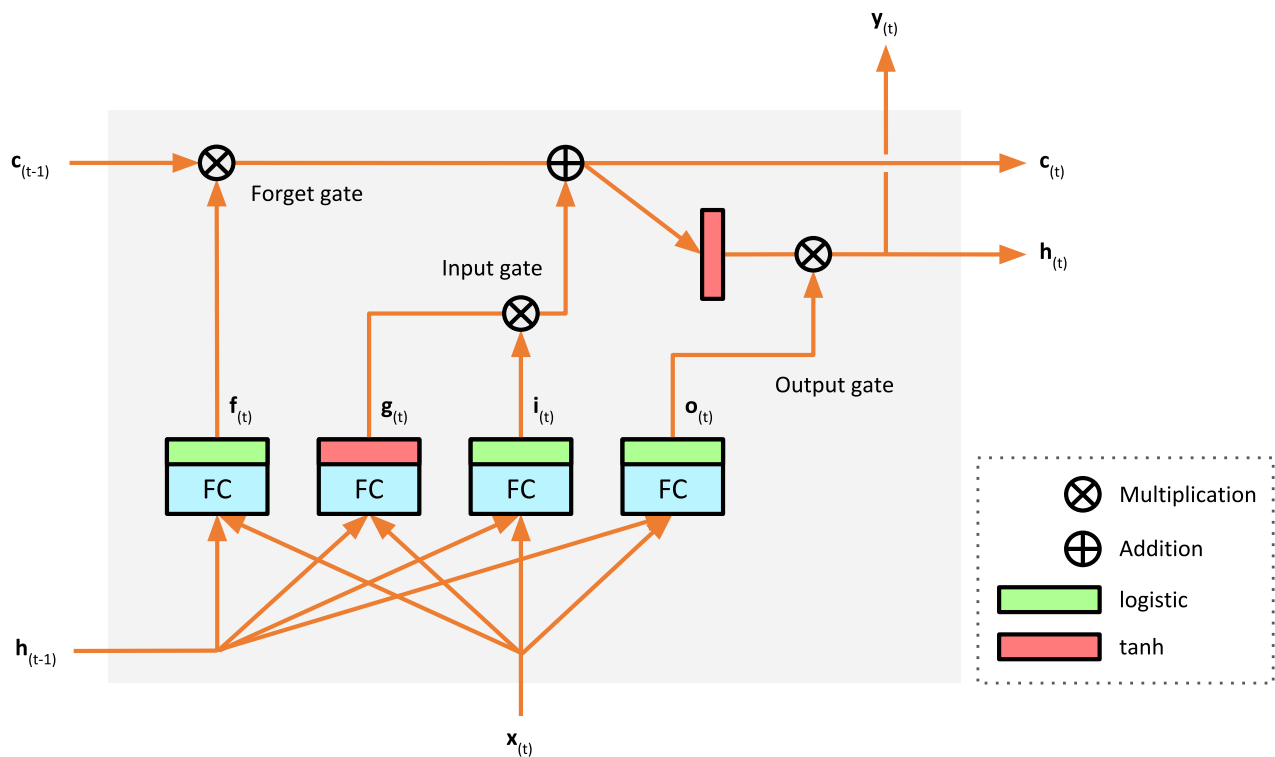 y(t)
c(t-1)
c(t)
Forget gate
h(t)
Input gate
Output gate
f(t)
g(t)
i(t)
o(t)
FC
FC
FC
FC
Multiplication
Addition
logistic
tanh
h(t-1)
x(t)